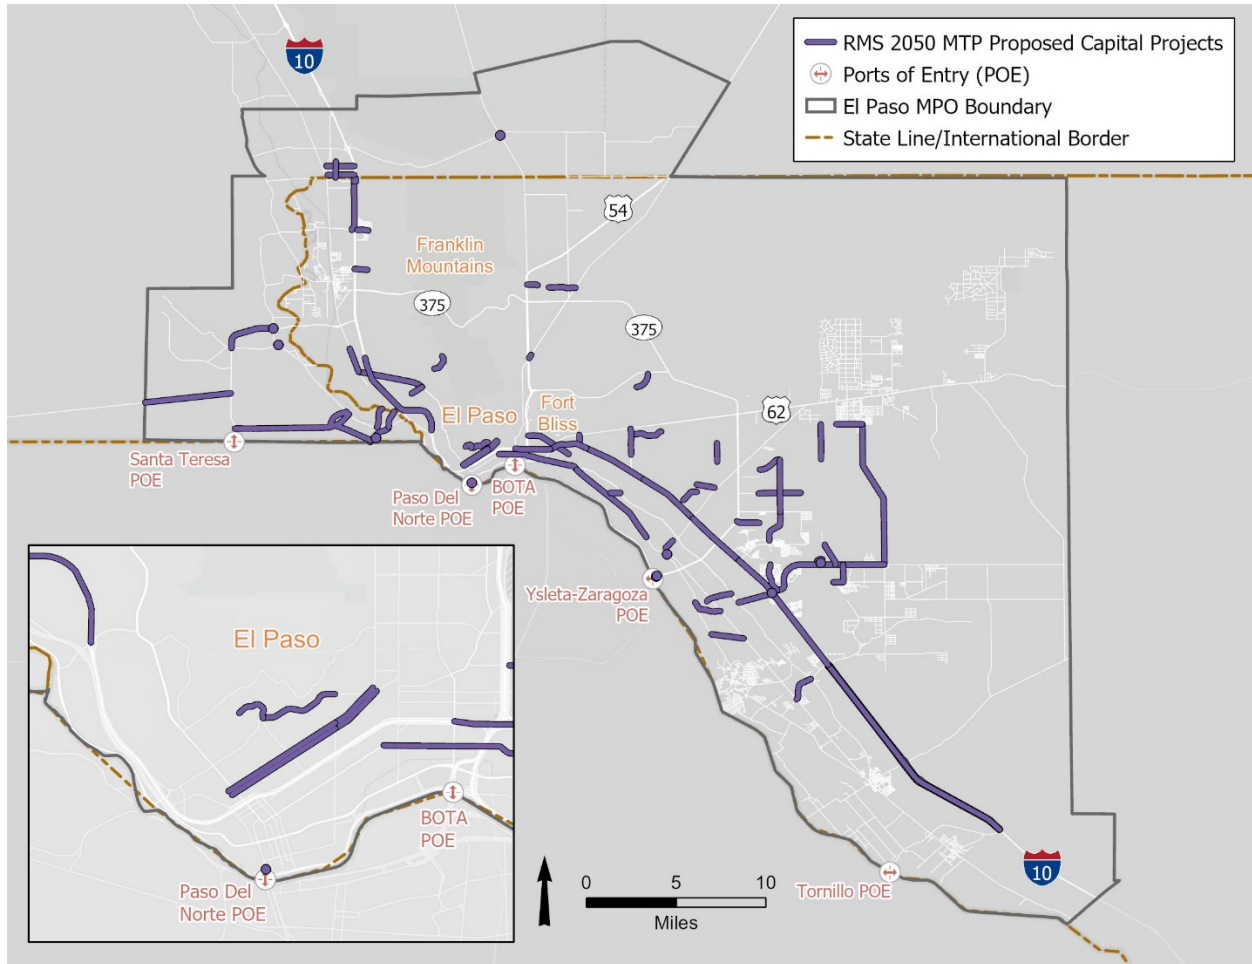 RMS 2050 MTP Proposed Capital Projects
Ports of Entry (POE)
El Paso MPO Boundary
State Line/International Border
10
54
Franklin
Mountains
375
375
62
El Paso
Fort
Bliss
Santa Teresa
POE
Paso Del
Norte POE
BOTA
POE
Ysleta-Zaragoza
POE
El Paso
BOTA
POE
Paso Del
Norte POE
0
5
10
Miles
Tornillo POE
10